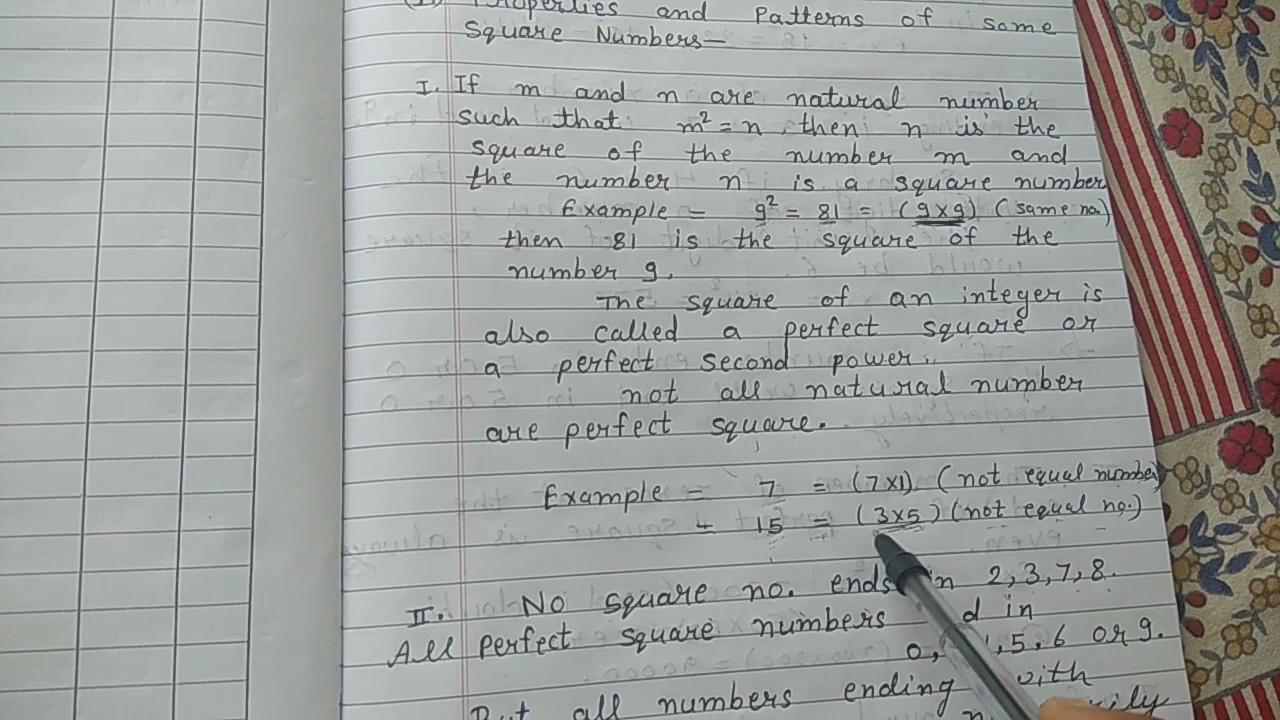 Properties and Patterns of some
Square Numbers—
I. If m and n are natural number
such that m² = n, then n is the
square of the number m and
the number n is a square number
Example = 9² = 81 = (9×9) (same no.)
then 81 is the square of the
number 9.
The square of an integer is
also called a perfect square or
a perfect second power.
not all natural number
are perfect square.
Example = 7 = (7×1) (not equal number)
15 = (3×5) (not equal no.)
II. No square no. ends in 2, 3, 7, 8.
All perfect square numbers in
0, 1, 5, 6 or 9.
But all numbers ending with